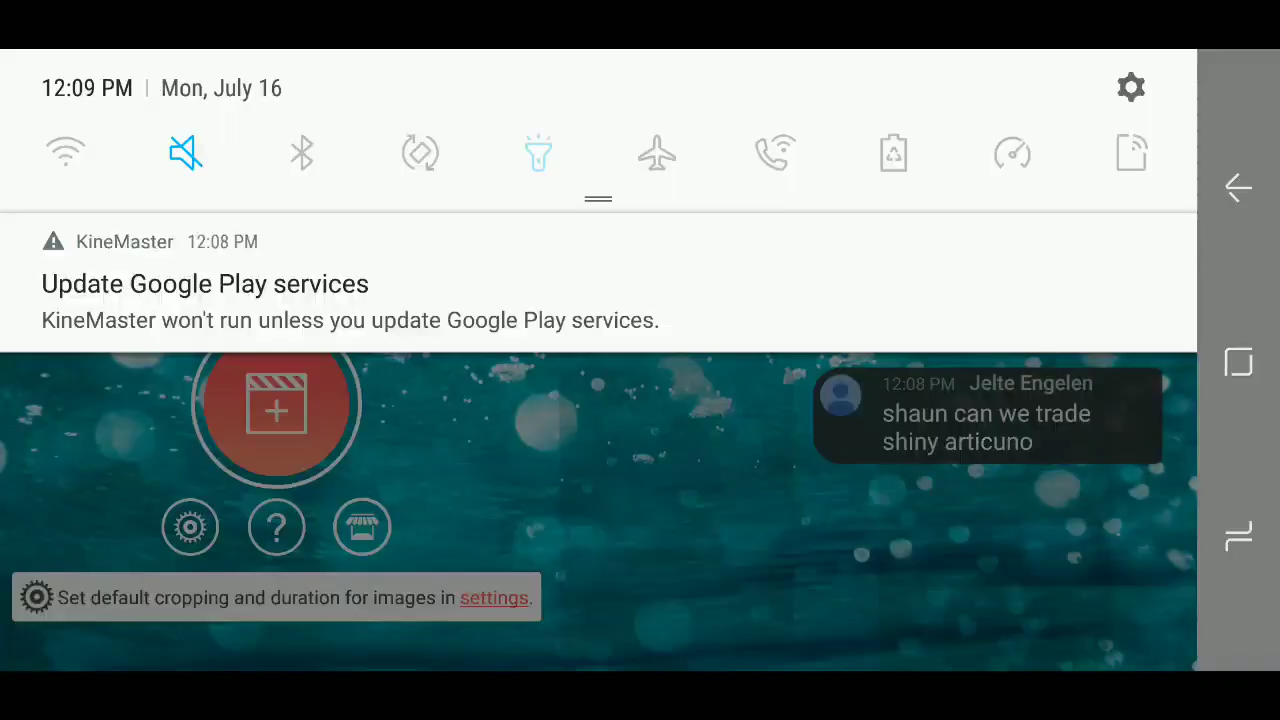 12:09 PM | Mon, July 16
KineMaster 12:08 PM
Update Google Play services
KineMaster won't run unless you update Google Play services.
12:08 PM Jelte Engelen
shaun can we trade
shiny articuno
?
Set default cropping and duration for images in settings.